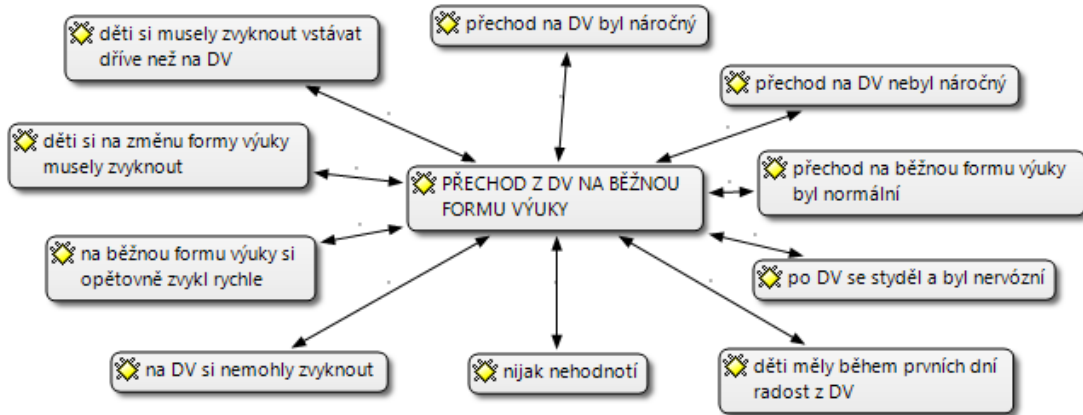 děti si musely zvyknout vstávat
dříve než na DV
přechod na DV byl náročný
přechod na DV nebyl náročný
děti si na změnu formy výuky
musely zvyknout
PŘECHOD Z DV NA BĚŽNOU
FORMU VÝUKY
přechod na běžnou formu výuky
byl normální
na běžnou formu výuky si
opětovně zvykl rychle
po DV se styděl a byl nervózní
na DV si nemohly zvyknout
nijak nehodnotí
děti měly během prvních dní
radost z DV